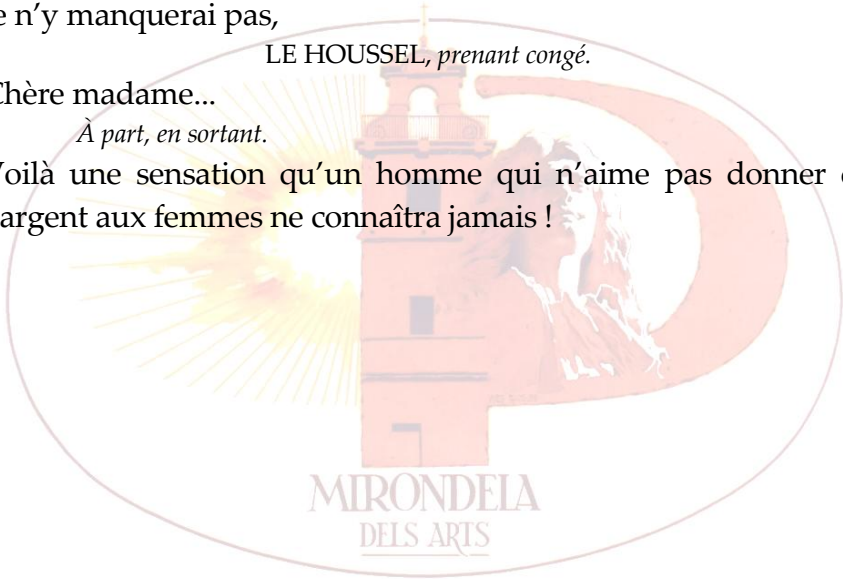 e n’y manquerai pas,
LE HOUSSEL, prenant congé.
Chère madame...
À part, en sortant.
Voilà une sensation qu’un homme qui n’aime pas donner
argent aux femmes ne connaîtra jamais !
MIRONDELA
DELS ARTS